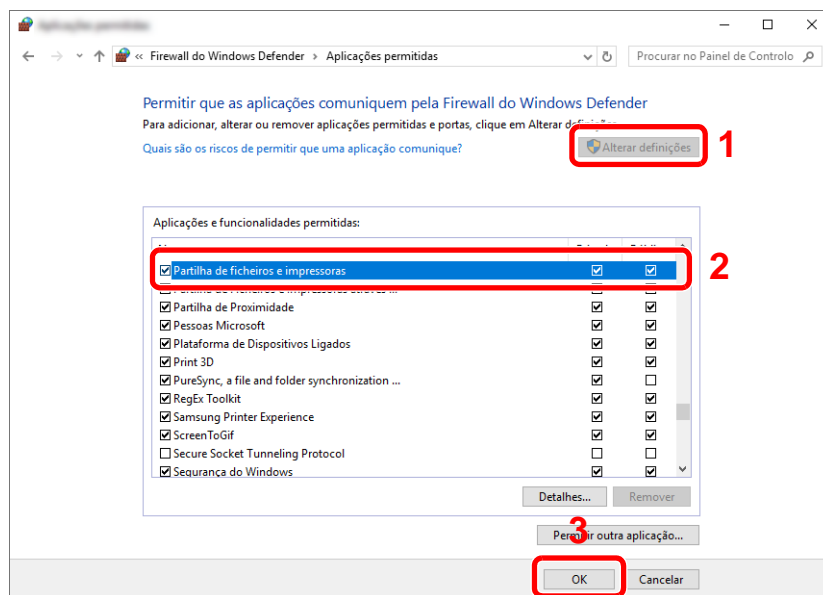 « Firewall do Windows Defender › Aplicações permitidas
Procurar no Painel de Controlo
Permitir que as aplicações comuniquem pela Firewall do Windows Defender
Para adicionar, alterar ou remover aplicações permitidas e portas, clique em Alterar
Quais são os riscos de permitir que uma aplicação comunique?
Alterar definições
1
Aplicações e funcionalidades permitidas:
Partilha de ficheiros e impressoras
2
Partilha de Proximidade
Pessoas Microsoft
Plataforma de Dispositivos Ligados
Print 3D
PureSync, a file and folder synchronization ...
RegEx Toolkit
Samsung Printer Experience
ScreenToGif
Secure Socket Tunneling Protocol
Segurança do Windows
Detalhes...
Remover
3
Permitir outra aplicação...
OK
Cancelar